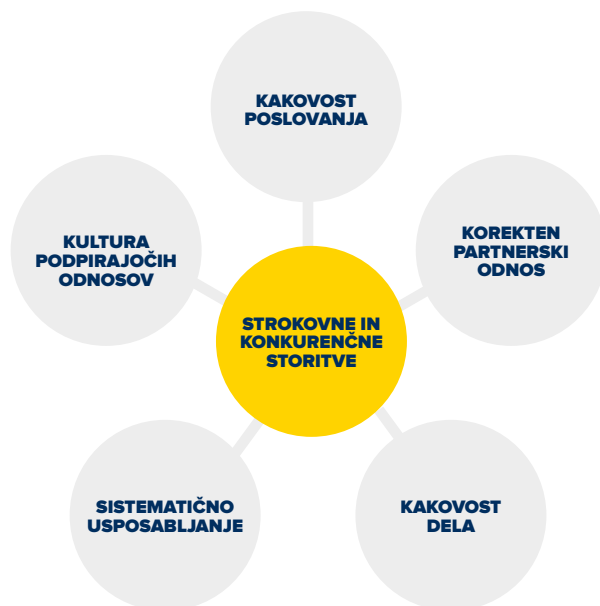 KAKOVOST
POSLOVANJA
KULTURA
PODPIRAJOČIH
ODNOSOV
KOREKTEN
PARTNERSKI
ODNOS
STROKOVNE IN
KONKURENČNE
STORITVE
SISTEMATIČNO
USPOSABLJANJE
KAKOVOST
DELA